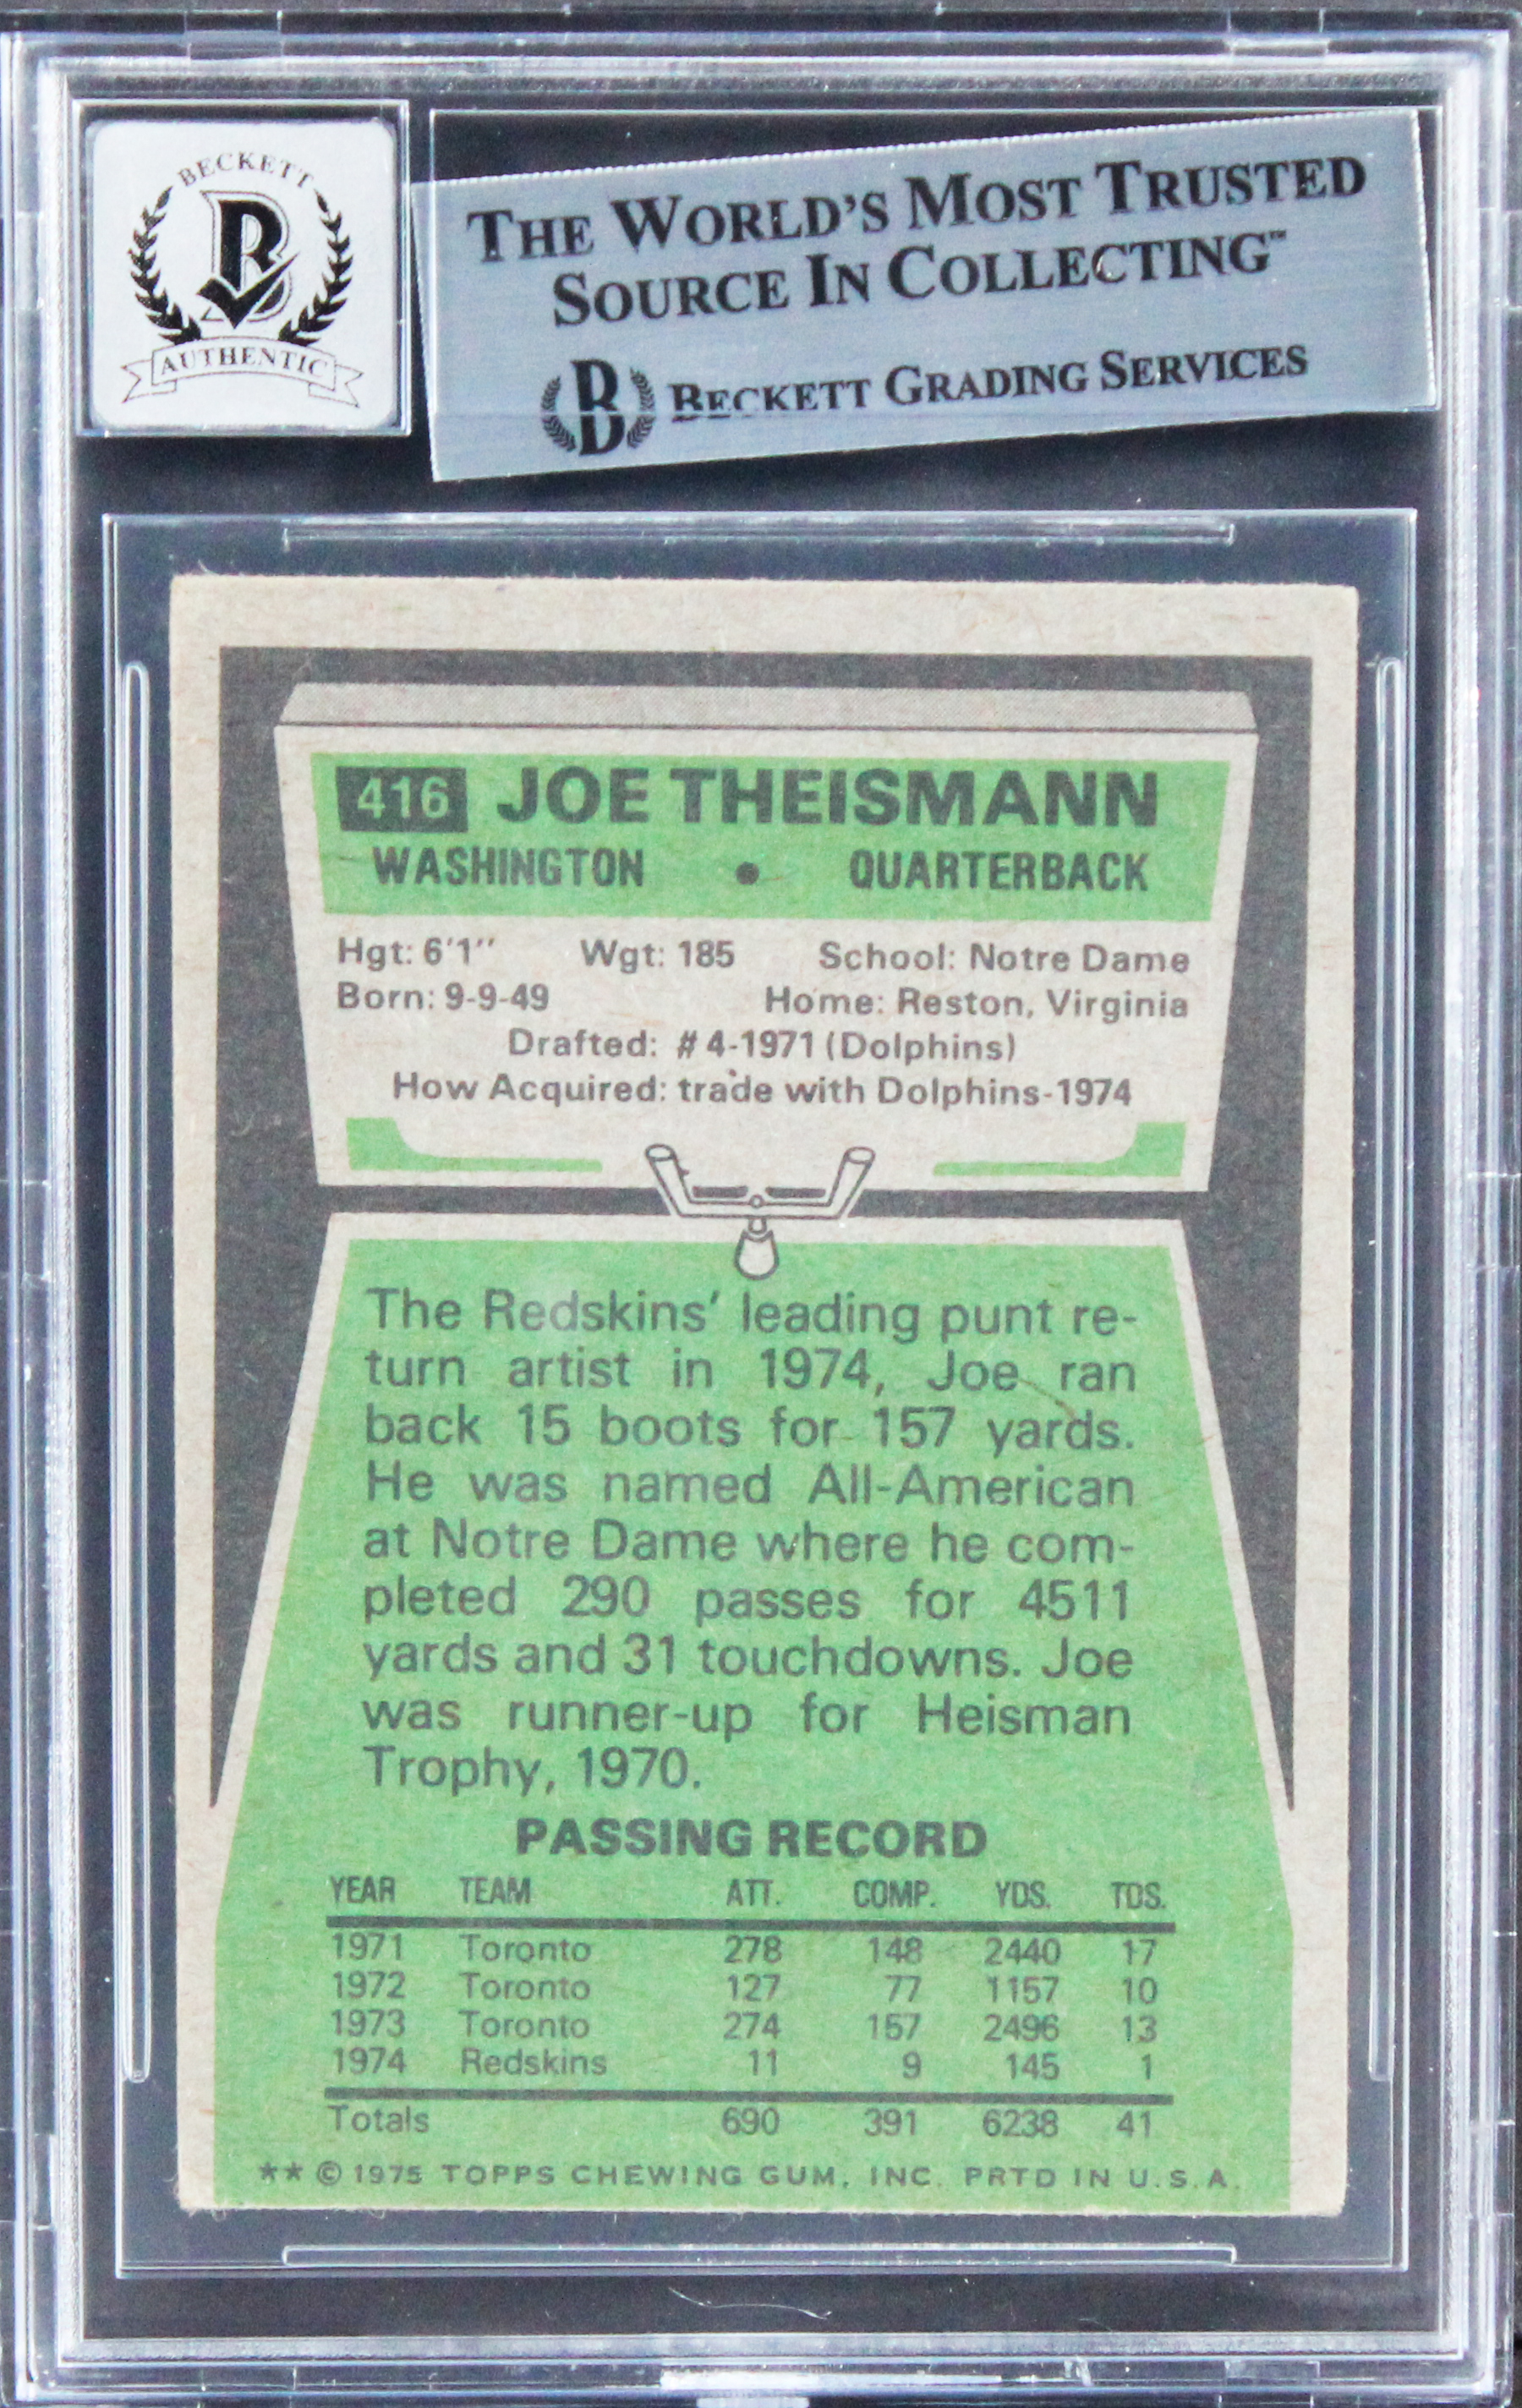 BECKETT
AUTHENTIC
THE WORLD'S MOST TRUSTED
SOURCE IN COLLECTING™
BECKETT GRADING SERVICES
416 JOE THEISMANN
WASHINGTON • QUARTERBACK
Hgt: 6'1" Wgt: 185 School: Notre Dame
Born: 9-9-49 Home: Reston, Virginia
Drafted: #4-1971 (Dolphins)
How Acquired: trade with Dolphins-1974
The Redskins' leading punt re-
turn artist in 1974, Joe ran
back 15 boots for 157 yards.
He was named All-American
at Notre Dame where he com-
pleted 290 passes for 4511
yards and 31 touchdowns. Joe
was runner-up for Heisman
Trophy, 1970.
PASSING RECORD
YEAR TEAM ATT. COMP. YDS. TDS.
1971 Toronto 278 148 2440 17
1972 Toronto 127 77 1157 10
1973 Toronto 274 157 2496 13
1974 Redskins 11 9 145 1
Totals 690 391 6238 41
** © 1975 TOPPS CHEWING GUM, INC. PRTD IN U.S.A.